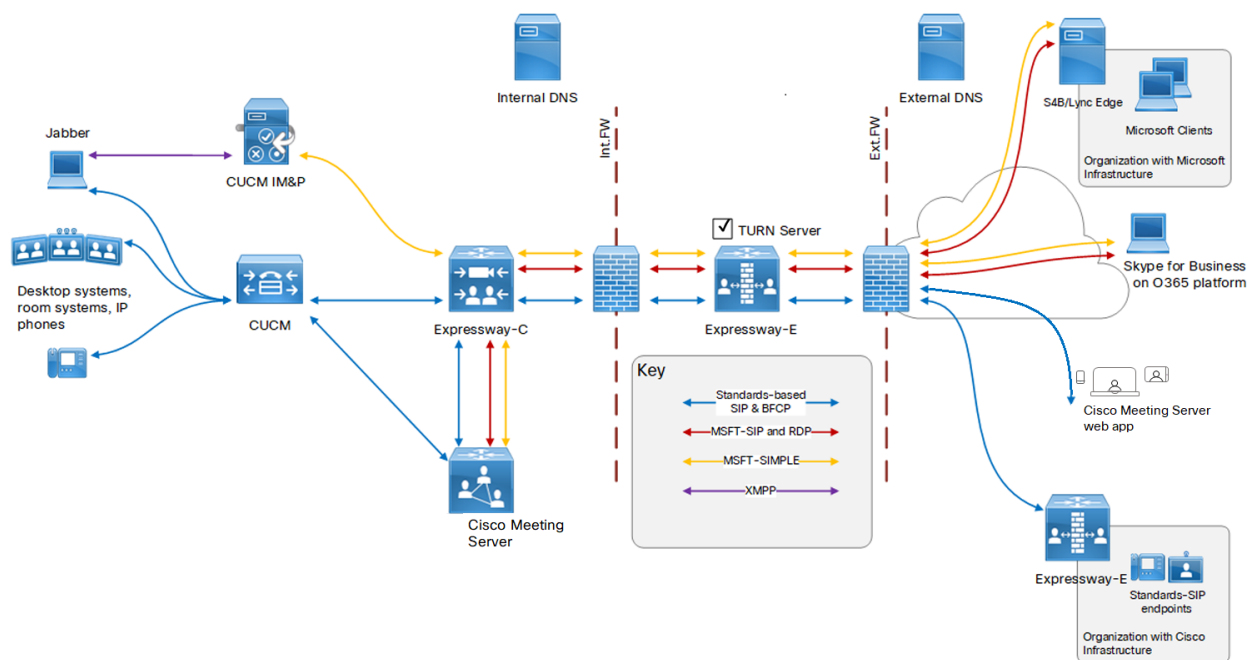 Internal DNS
External DNS
S4B/Lync Edge
Microsoft Clients
Organization with Microsoft
Infrastructure
Int.FW
Ext.FW
Jabber
CUCM IM&P
TURN Server
Skype for Business
on O365 platform
Desktop systems,
room systems, IP
phones
CUCM
Expressway-C
Expressway-E
Key
Standards-based
SIP & BFCP
MSFT-SIP and RDP
MSFT-SIMPLE
XMPP
Cisco Meeting Server
web app
Cisco Meeting
Server
Expressway-E
Standards-SIP
endpoints
Organization with Cisco
Infrastructure